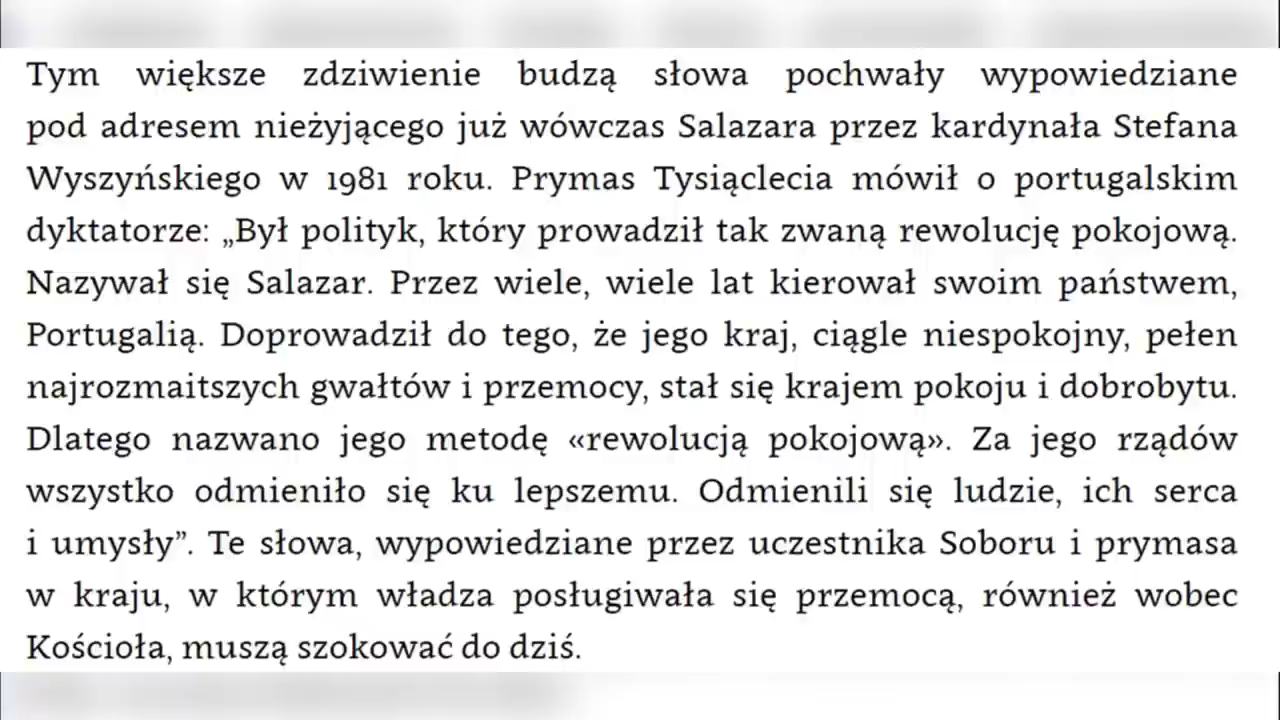 Tym większe zdziwienie budzą słowa pochwały wypowiedziane
pod adresem nieżyjącego już wówczas Salazara przez kardynała Stefana
Wyszyńskiego w 1981 roku. Prymas Tysiąclecia mówił o portugalskim
dyktatorze: „Był polityk, który prowadził tak zwaną rewolucję pokojową.
Nazywał się Salazar. Przez wiele, wiele lat kierował swoim państwem,
Portugalią. Doprowadził do tego, że jego kraj, ciągle niespokojny, pełen
najrozmaitszych gwałtów i przemocy, stał się krajem pokoju i dobrobytu.
Dlatego nazwano jego metodę «rewolucją pokojową». Za jego rządów
wszystko odmieniło się ku lepszemu. Odmienili się ludzie, ich serca
i umysły”. Te słowa, wypowiedziane przez uczestnika Soboru i prymasa
w kraju, w którym władza posługiwała się przemocą, również wobec
Kościoła, muszą szokować do dziś.